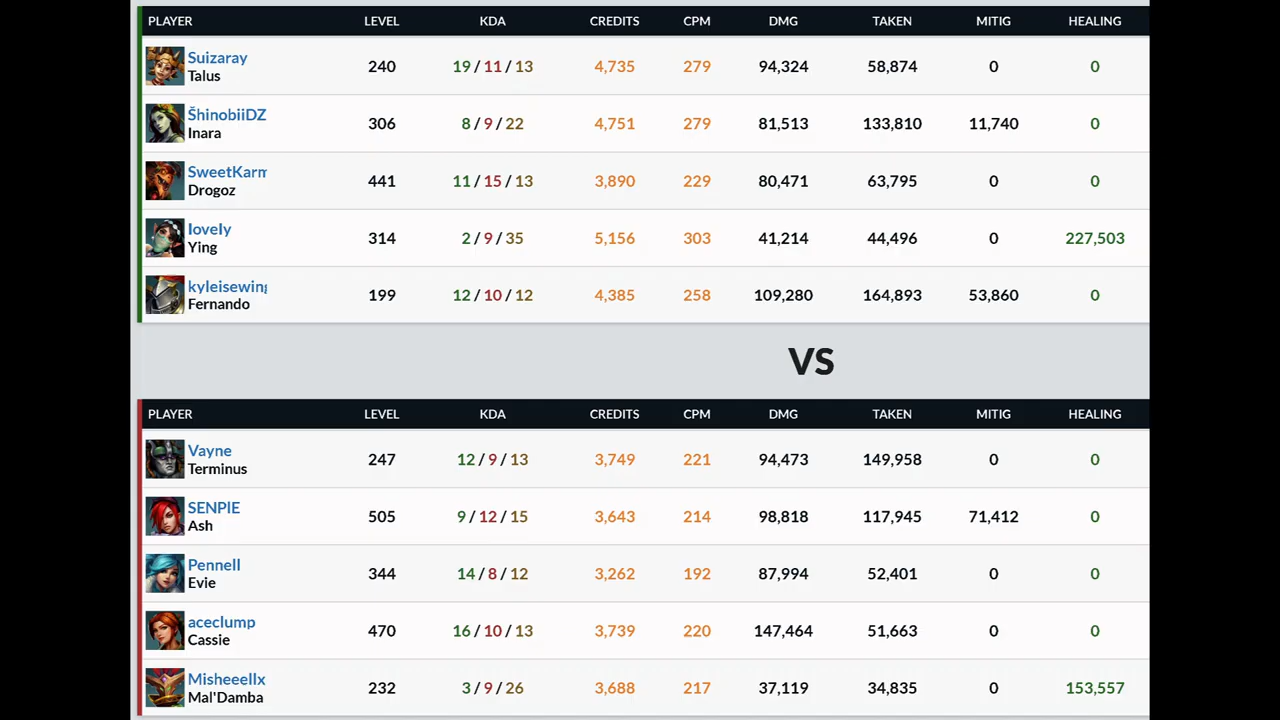 PLAYER LEVEL KDA CREDITS CPM DMG TAKEN MITIG HEALING
Suizaray
Talus
240 19 / 11 / 13 4,735 279 94,324 58,874 0 0
ŠhinobiiDZ
Inara
306 8 / 9 / 22 4,751 279 81,513 133,810 11,740 0
SweetKarm
Drogoz
441 11 / 15 / 13 3,890 229 80,471 63,795 0 0
lovely
Ying
314 2 / 9 / 35 5,156 303 41,214 44,496 0 227,503
kyleisewing
Fernando
199 12 / 10 / 12 4,385 258 109,280 164,893 53,860 0
VS
PLAYER LEVEL KDA CREDITS CPM DMG TAKEN MITIG HEALING
Vayne
Terminus
247 12 / 9 / 13 3,749 221 94,473 149,958 0 0
SENPIE
Ash
505 9 / 12 / 15 3,643 214 98,818 117,945 71,412 0
Pennell
Evie
344 14 / 8 / 12 3,262 192 87,994 52,401 0 0
aceclump
Cassie
470 16 / 10 / 13 3,739 220 147,464 51,663 0 0
Misheeellx
Mal'Damba
232 3 / 9 / 26 3,688 217 37,119 34,835 0 153,557